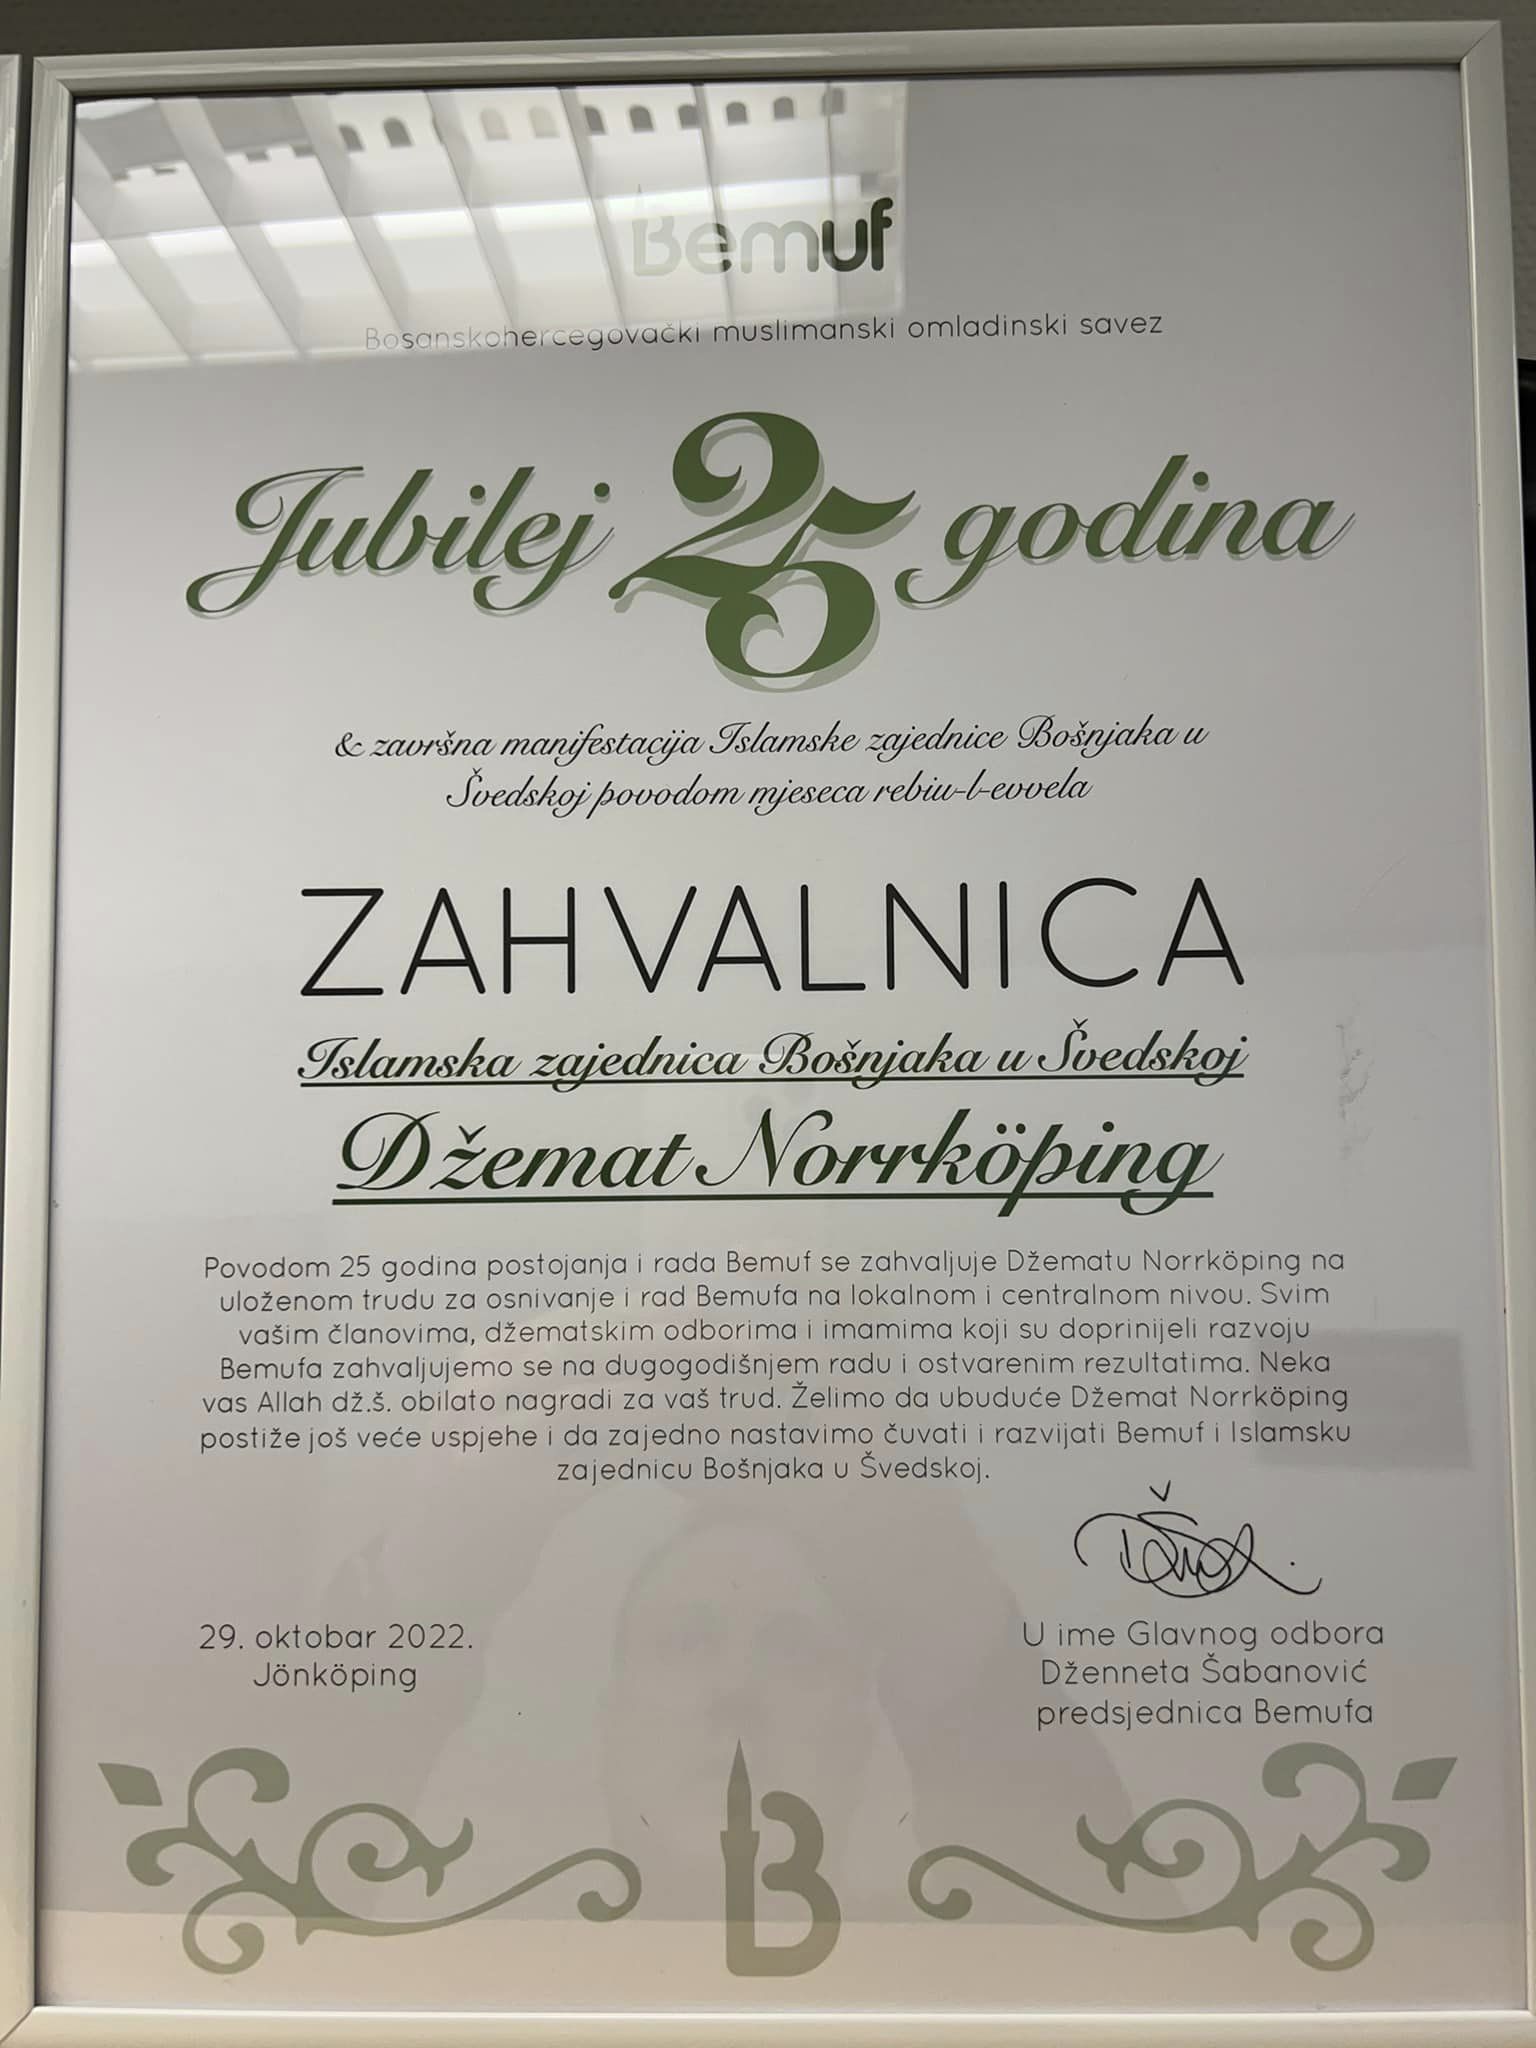 Bemuf
Bosanskohercegovački muslimanski omladinski savez
Jubilej 25 godina
& završna manifestacija Islamske zajednice Bošnjaka u
Švedskoj povodom mjeseca rebiu-l-evvela
ZAHVALNICA
Islamska zajednica Bošnjaka u Švedskoj
Džemat Norrköping
Povodom 25 godina postojanja i rada Bemuf se zahvaljuje Džematu Norrköping na
uloženom trudu za osnivanje i rad Bemufa na lokalnom i centralnom nivou. Svim
vašim članovima, džematskim odborima i imamima koji su doprinijeli razvoju
Bemufa zahvaljujemo se na dugogodišnjem radu i ostvarenim rezultatima. Neka
vas Allah dž.š. obilato nagradi za vaš trud. Želimo da ubuduće Džemat Norrköping
postiže još veće uspjehe i da zajedno nastavimo čuvati i razvijati Bemuf i Islamsku
zajednicu Bošnjaka u Švedskoj.
29. oktobar 2022.
Jönköping
U ime Glavnog odbora
Dženneta Šabanović
predsjednica Bemufa
B